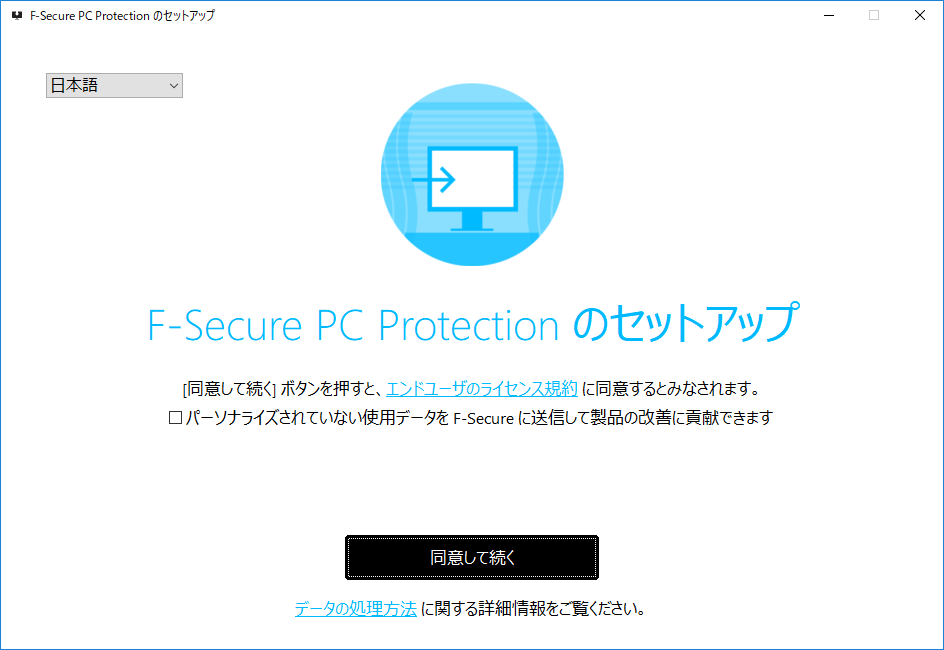 F-Secure PC Protection のセットアップ
日本語
F-Secure PC Protection のセットアップ
[同意して続く] ボタンを押すと、エンドユーザのライセンス規約 に同意するとみなされます。
パーソナライズされていない使用データを F-Secure に送信して製品の改善に貢献できます
同意して続く
データの処理方法 に関する詳細情報をご覧ください。